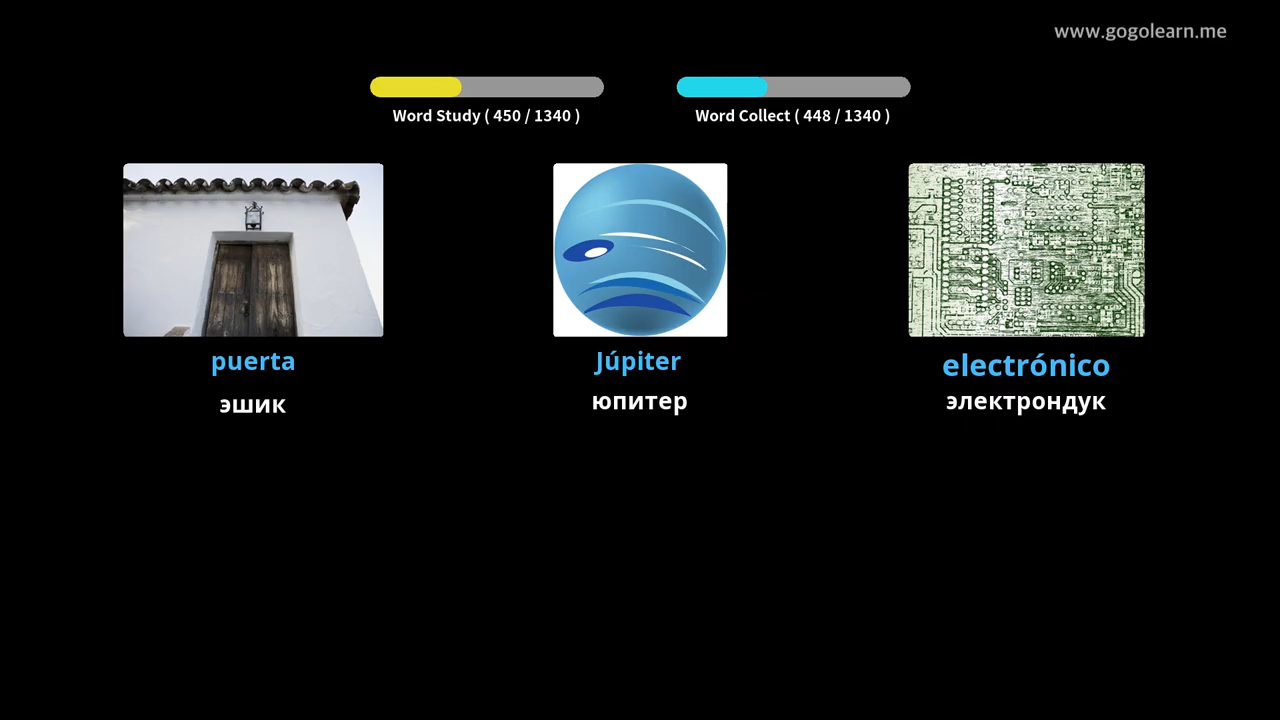 www.gogolearn.me
Word Study ( 450 / 1340 )
Word Collect ( 448 / 1340 )
puerta
Júpiter
electrónico
эшик
юпитер
электрондук